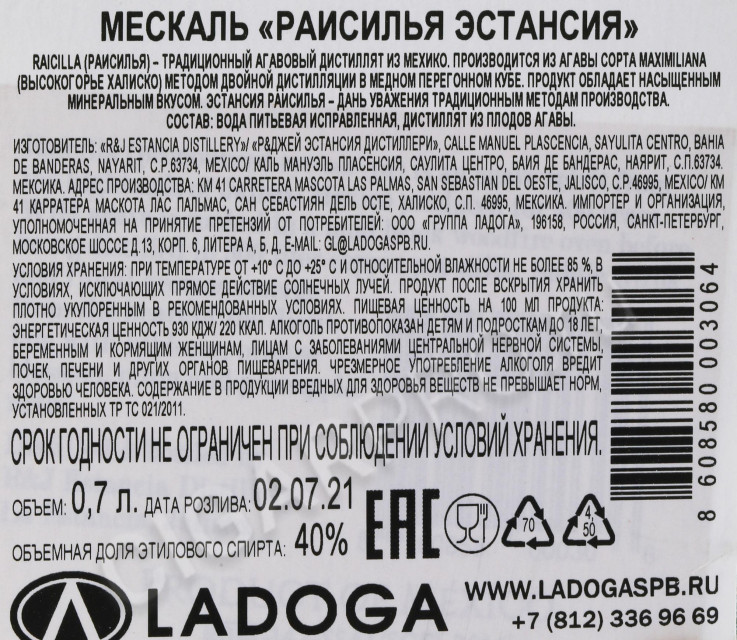 МЕСКАЛЬ «РАИСИЛЬЯ ЭСТАНСИЯ»
RAICILLA (РАИСИЛЬЯ) – ТРАДИЦИОННЫЙ АГАВОВЫЙ ДИСТИЛЛЯТ ИЗ МЕХИКО. ПРОИЗВОДИТСЯ ИЗ АГАВЫ СОРТА MAXIMILIANA
(ВЫСОКОГОРЬЕ ХАЛИСКО) МЕТОДОМ ДВОЙНОЙ ДИСТИЛЛЯЦИИ В МЕДНОМ ПЕРЕГОННОМ КУБЕ. ПРОДУКТ ОБЛАДАЕТ НАСЫЩЕННЫМ
МИНЕРАЛЬНЫМ ВКУСОМ. ЭСТАНСИЯ РАИСИЛЬЯ – ДАНЬ УВАЖЕНИЯ ТРАДИЦИОННЫМ МЕТОДАМ ПРОИЗВОДСТВА.
СОСТАВ: ВОДА ПИТЬЕВАЯ ИСПРАВЛЕННАЯ, ДИСТИЛЛЯТ ИЗ ПЛОДОВ АГАВЫ.
ИЗГОТОВИТЕЛЬ: «R&J ESTANCIA DISTILLERY»/ «Р&ДЖЕЙ ЭСТАНСИЯ ДИСТИЛЛЕРИ», CALLE MANUEL PLASCENCIA, SAYULITA CENTRO, BAHIA
DE BANDERAS, NAYARIT, C.P.63734, MEXICO/ КАЛЬ МАНУЭЛЬ ПЛАСЕНСИЯ, САУЛИТА ЦЕНТРО, БАИЯ ДЕ БАНДЕРАС, НАЯРИТ, С.П.63734,
МЕКСИКА. АДРЕС ПРОИЗВОДСТВА: KM 41 CARRETERA MASCOTA LAS PALMAS, SAN SEBASTIAN DEL OESTE, JALISCO, C.P.46995, MEXICO/ КМ
41 КАРРАТЕРА МАСКОТА ЛАС ПАЛЬМАС, САН СЕБАСТИЯН ДЕЛЬ ОСТЕ, ХАЛИСКО, С.П. 46995, МЕКСИКА. ИМПОРТЕР И ОРГАНИЗАЦИЯ,
УПОЛНОМОЧЕННАЯ НА ПРИНЯТИЕ ПРЕТЕНЗИЙ ОТ ПОТРЕБИТЕЛЕЙ: ООО «ГРУППА ЛАДОГА», 196158, РОССИЯ, САНКТ-ПЕТЕРБУРГ,
МОСКОВСКОЕ ШОССЕ Д.13, КОРП. 6, ЛИТЕРА А, Б, Д, E-MAIL: GL@LADOGASPB.RU.
УСЛОВИЯ ХРАНЕНИЯ: ПРИ ТЕМПЕРАТУРЕ ОТ +10° С ДО +25° С И ОТНОСИТЕЛЬНОЙ ВЛАЖНОСТИ НЕ БОЛЕЕ 85 %, В
УСЛОВИЯХ, ИСКЛЮЧАЮЩИХ ПРЯМОЕ ДЕЙСТВИЕ СОЛНЕЧНЫХ ЛУЧЕЙ. ПРОДУКТ ПОСЛЕ ВСКРЫТИЯ ХРАНИТЬ
ПЛОТНО УКУПОРЕННЫМ В РЕКОМЕНДОВАННЫХ УСЛОВИЯХ. ПИЩЕВАЯ ЦЕННОСТЬ НА 100 МЛ ПРОДУКТА:
ЭНЕРГЕТИЧЕСКАЯ ЦЕННОСТЬ 930 КДЖ/ 220 ККАЛ. АЛКОГОЛЬ ПРОТИВОПОКАЗАН ДЕТЯМ И ПОДРОСТКАМ ДО 18 ЛЕТ,
БЕРЕМЕННЫМ И КОРМЯЩИМ ЖЕНЩИНАМ, ЛИЦАМ С ЗАБОЛЕВАНИЯМИ ЦЕНТРАЛЬНОЙ НЕРВНОЙ СИСТЕМЫ,
ПОЧЕК, ПЕЧЕНИ И ДРУГИХ ОРГАНОВ ПИЩЕВАРЕНИЯ. ЧРЕЗМЕРНОЕ УПОТРЕБЛЕНИЕ АЛКОГОЛЯ ВРЕДИТ
ЗДОРОВЬЮ ЧЕЛОВЕКА. СОДЕРЖАНИЕ В ПРОДУКЦИИ ВРЕДНЫХ ДЛЯ ЗДОРОВЬЯ ВЕЩЕСТВ НЕ ПРЕВЫШАЕТ НОРМ,
УСТАНОВЛЕННЫХ ТР ТС 021/2011.
СРОК ГОДНОСТИ НЕ ОГРАНИЧЕН ПРИ СОБЛЮДЕНИИ УСЛОВИЙ ХРАНЕНИЯ.
8 608580 003064
ОБЪЕМ: 0,7 л. ДАТА РОЗЛИВА: 02.07.21
ОБЪЕМНАЯ ДОЛЯ ЭТИЛОВОГО СПИРТА: 40%
EAC
70
4, 50
LADOGA
WWW.LADOGASPB.RU
+7 (812) 336 96 69